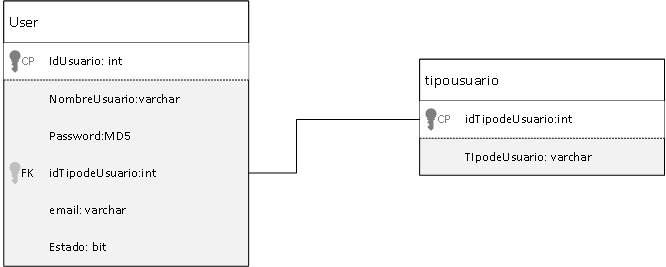 User
CP IdUsuario: int
NombreUsuario:varchar
Password:MD5
FK idTipodeUsuario:int
email: varchar
Estado: bit
tipousuario
CP idTipodeUsuario:int
TIpodeUsuario: varchar